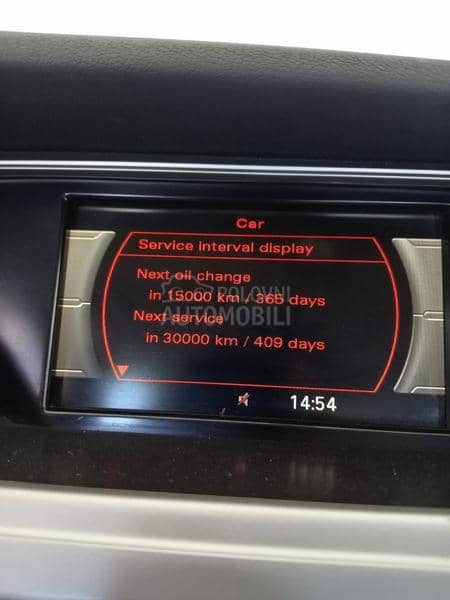 Car
Service interval display
Next oil change
in 15000 km / 365 days
POLOVNI
AUTOMOBILI
Next service
in 30000 km / 409 days
14:54